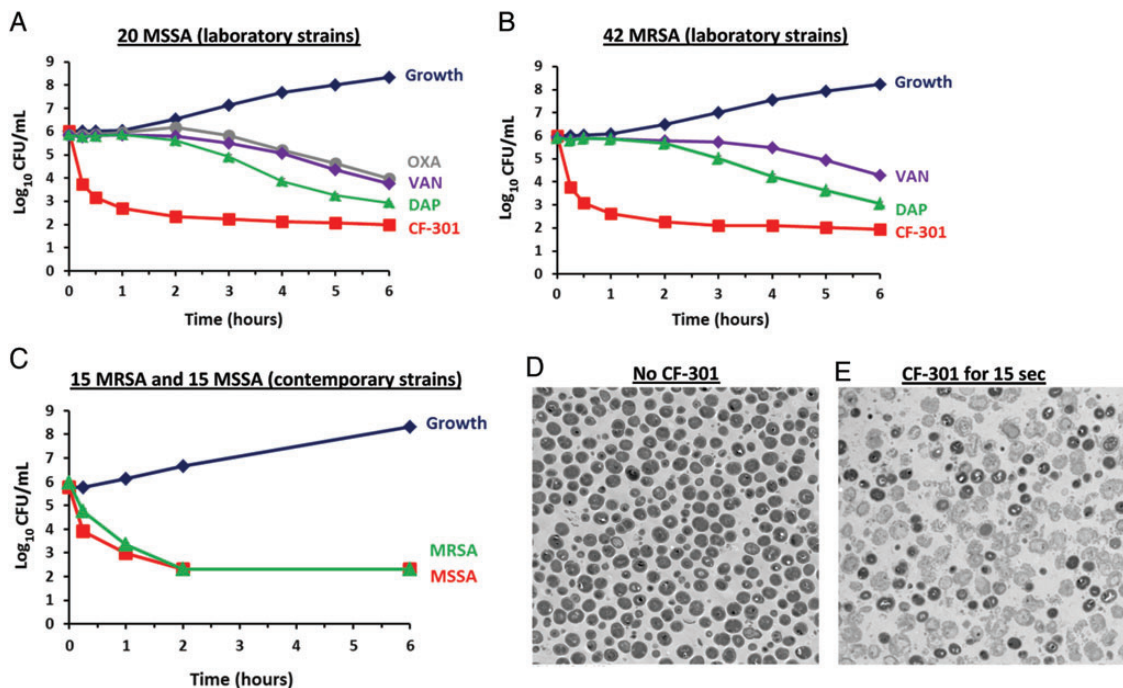 A
20 MSSA (laboratory strains)
Log10 CFU/mL
9
8
7
6
5
4
3
2
1
0
Growth
OXA
VAN
DAP
CF-301
0 1 2 3 4 5 6
Time (hours)
B
42 MRSA (laboratory strains)
Log10 CFU/mL
9
8
7
6
5
4
3
2
1
0
Growth
VAN
DAP
CF-301
0 1 2 3 4 5 6
Time (hours)
C
15 MRSA and 15 MSSA (contemporary strains)
Log10 CFU/mL
9
8
7
6
5
4
3
2
1
0
Growth
MRSA
MSSA
0 1 2 3 4 5 6
Time (hours)
D
No CF-301
E
CF-301 for 15 sec